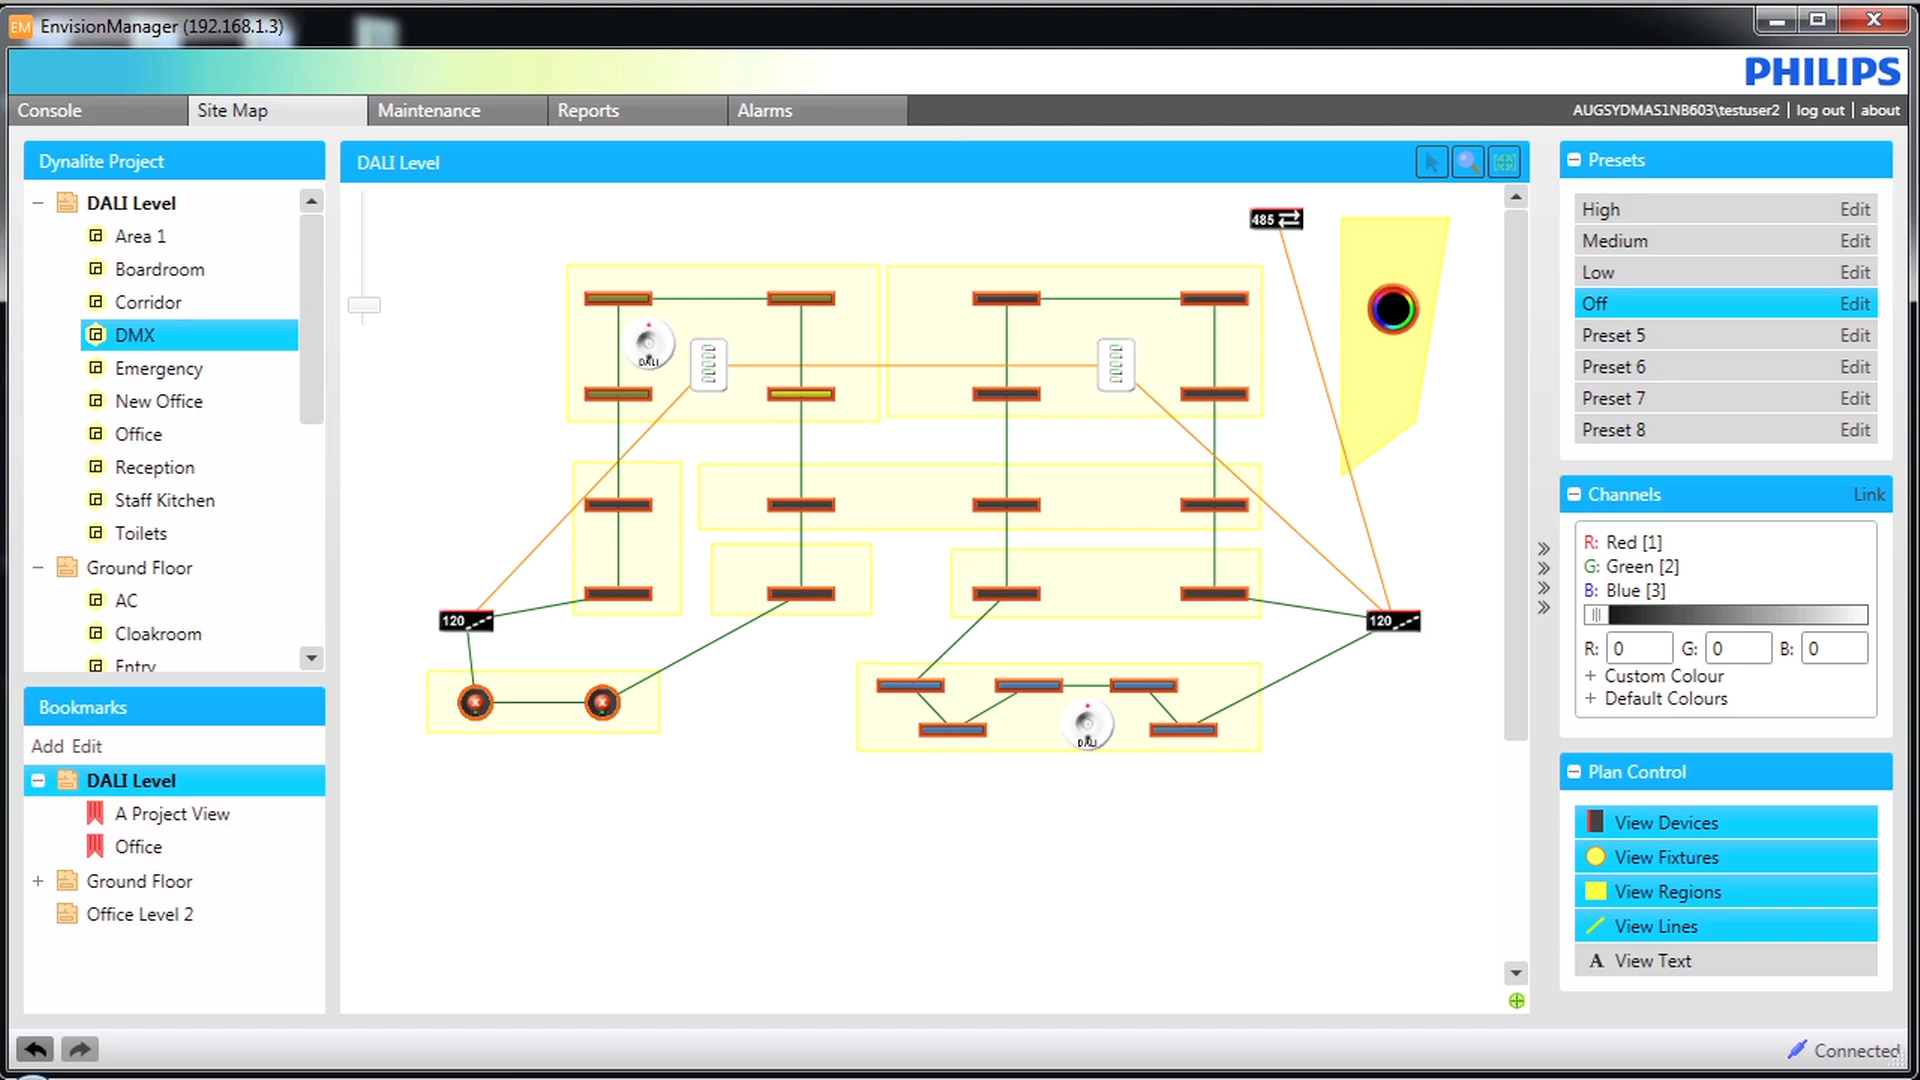 EM EnvisionManager (192.168.1.3)
PHILIPS
Console
Site Map
Maintenance
Reports
Alarms
AUGSYDMAS1NB603\testuser2 | log out | about
Dynalite Project
DALI Level
Area 1
Boardroom
Corridor
DMX
Emergency
New Office
Office
Reception
Staff Kitchen
Toilets
Ground Floor
AC
Cloakroom
Entry
Bookmarks
Add Edit
DALI Level
A Project View
Office
Ground Floor
Office Level 2
DALI Level
485
DALI
120
120
DALI
Presets
High Edit
Medium Edit
Low Edit
Off Edit
Preset 5 Edit
Preset 6 Edit
Preset 7 Edit
Preset 8 Edit
Channels Link
R: Red [1]
G: Green [2]
B: Blue [3]
R: 0 G: 0 B: 0
+ Custom Colour
+ Default Colours
Plan Control
View Devices
View Fixtures
View Regions
View Lines
A View Text
Connected